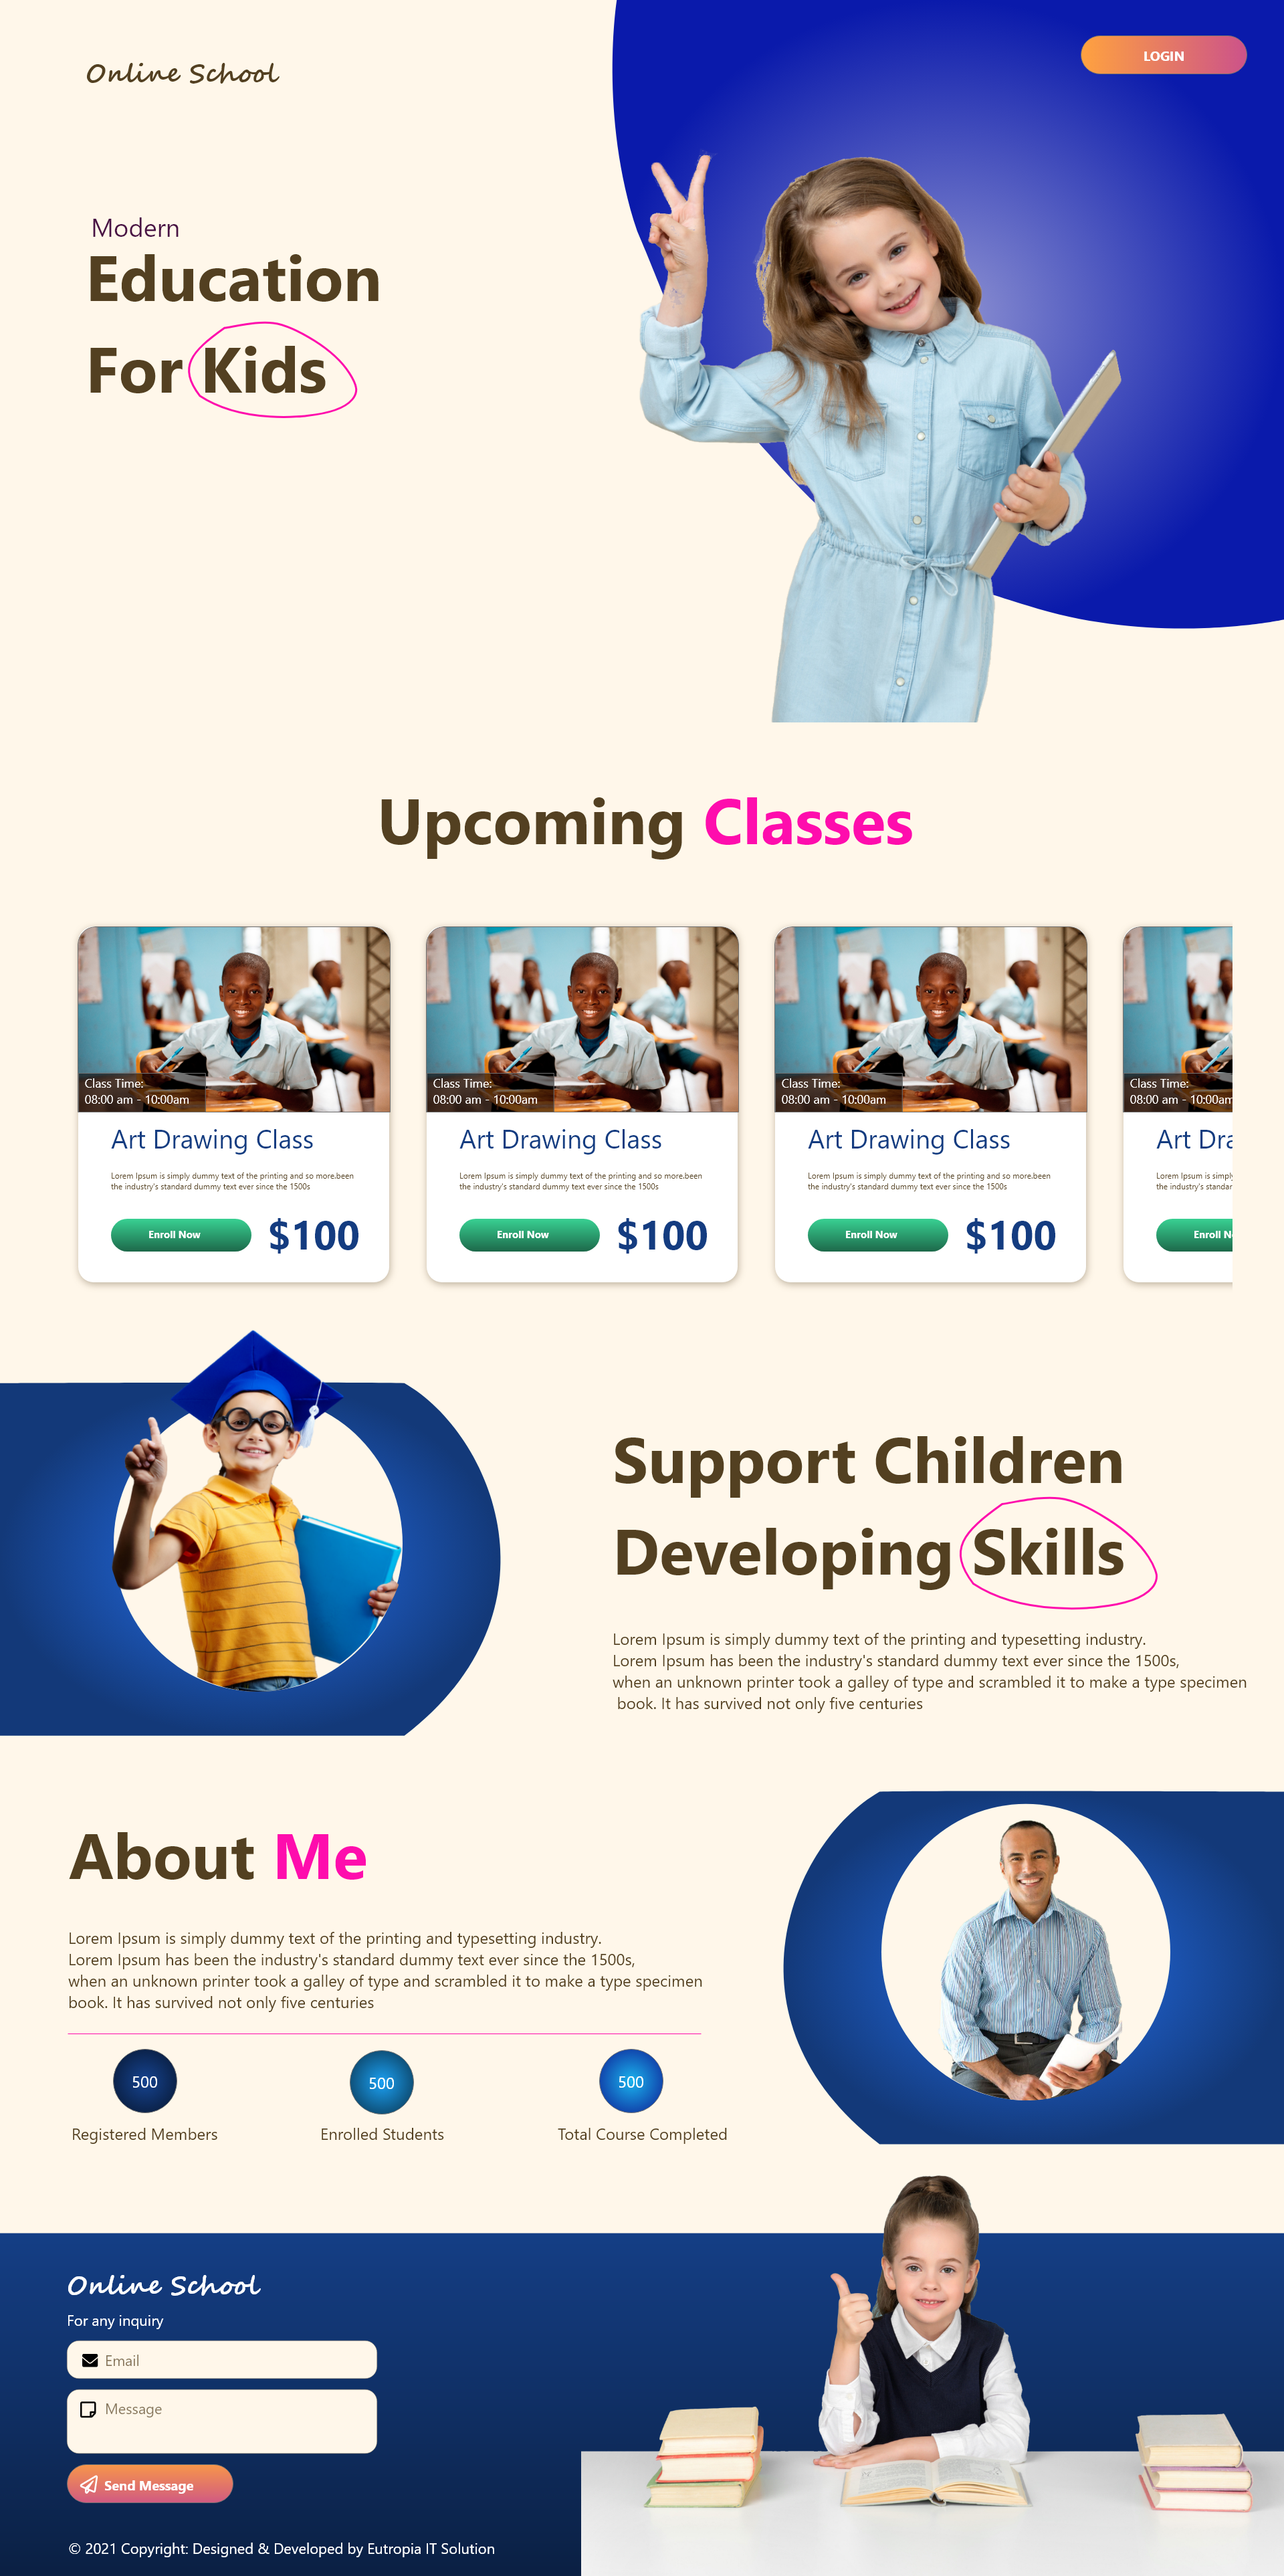 Online School
LOGIN
Modern
Education
For Kids
Upcoming Classes
Class Time:
08:00 am - 10:00am
Art Drawing Class
Lorem Ipsum is simply dummy text of the printing and so more.been
the industry's standard dummy text ever since the 1500s
Enroll Now
$100
Class Time:
08:00 am - 10:00am
Art Drawing Class
Lorem Ipsum is simply dummy text of the printing and so more.been
the industry's standard dummy text ever since the 1500s
Enroll Now
$100
Class Time:
08:00 am - 10:00am
Art Drawing Class
Lorem Ipsum is simply dummy text of the printing and so more.been
the industry's standard dummy text ever since the 1500s
Enroll Now
$100
Class Time:
08:00 am - 10:00am
Art Dra
Lorem Ipsum is simply
the industry's standar
Enroll N
Support Children
Developing Skills
Lorem Ipsum is simply dummy text of the printing and typesetting industry.
Lorem Ipsum has been the industry's standard dummy text ever since the 1500s,
when an unknown printer took a galley of type and scrambled it to make a type specimen
book. It has survived not only five centuries
About Me
Lorem Ipsum is simply dummy text of the printing and typesetting industry.
Lorem Ipsum has been the industry's standard dummy text ever since the 1500s,
when an unknown printer took a galley of type and scrambled it to make a type specimen
book. It has survived not only five centuries
500
500
500
Registered Members
Enrolled Students
Total Course Completed
Online School
For any inquiry
Email
Message
Send Message
© 2021 Copyright: Designed & Developed by Eutropia IT Solution